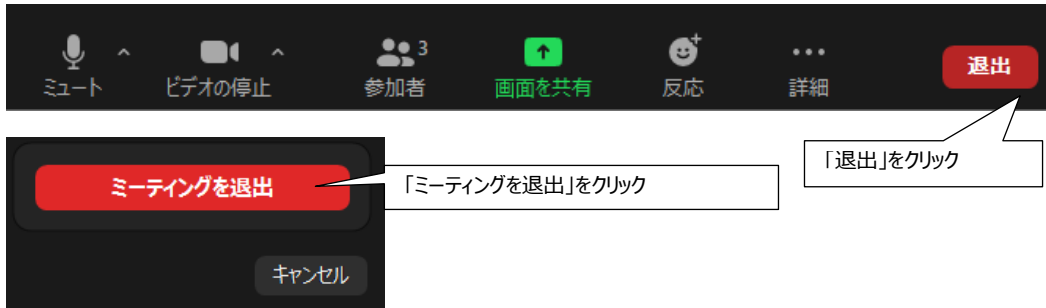 3
ミュート
ビデオの停止
参加者
画面を共有
反応
詳細
退出
「退出」をクリック
ミーティングを退出
「ミーティングを退出」をクリック
キャンセル